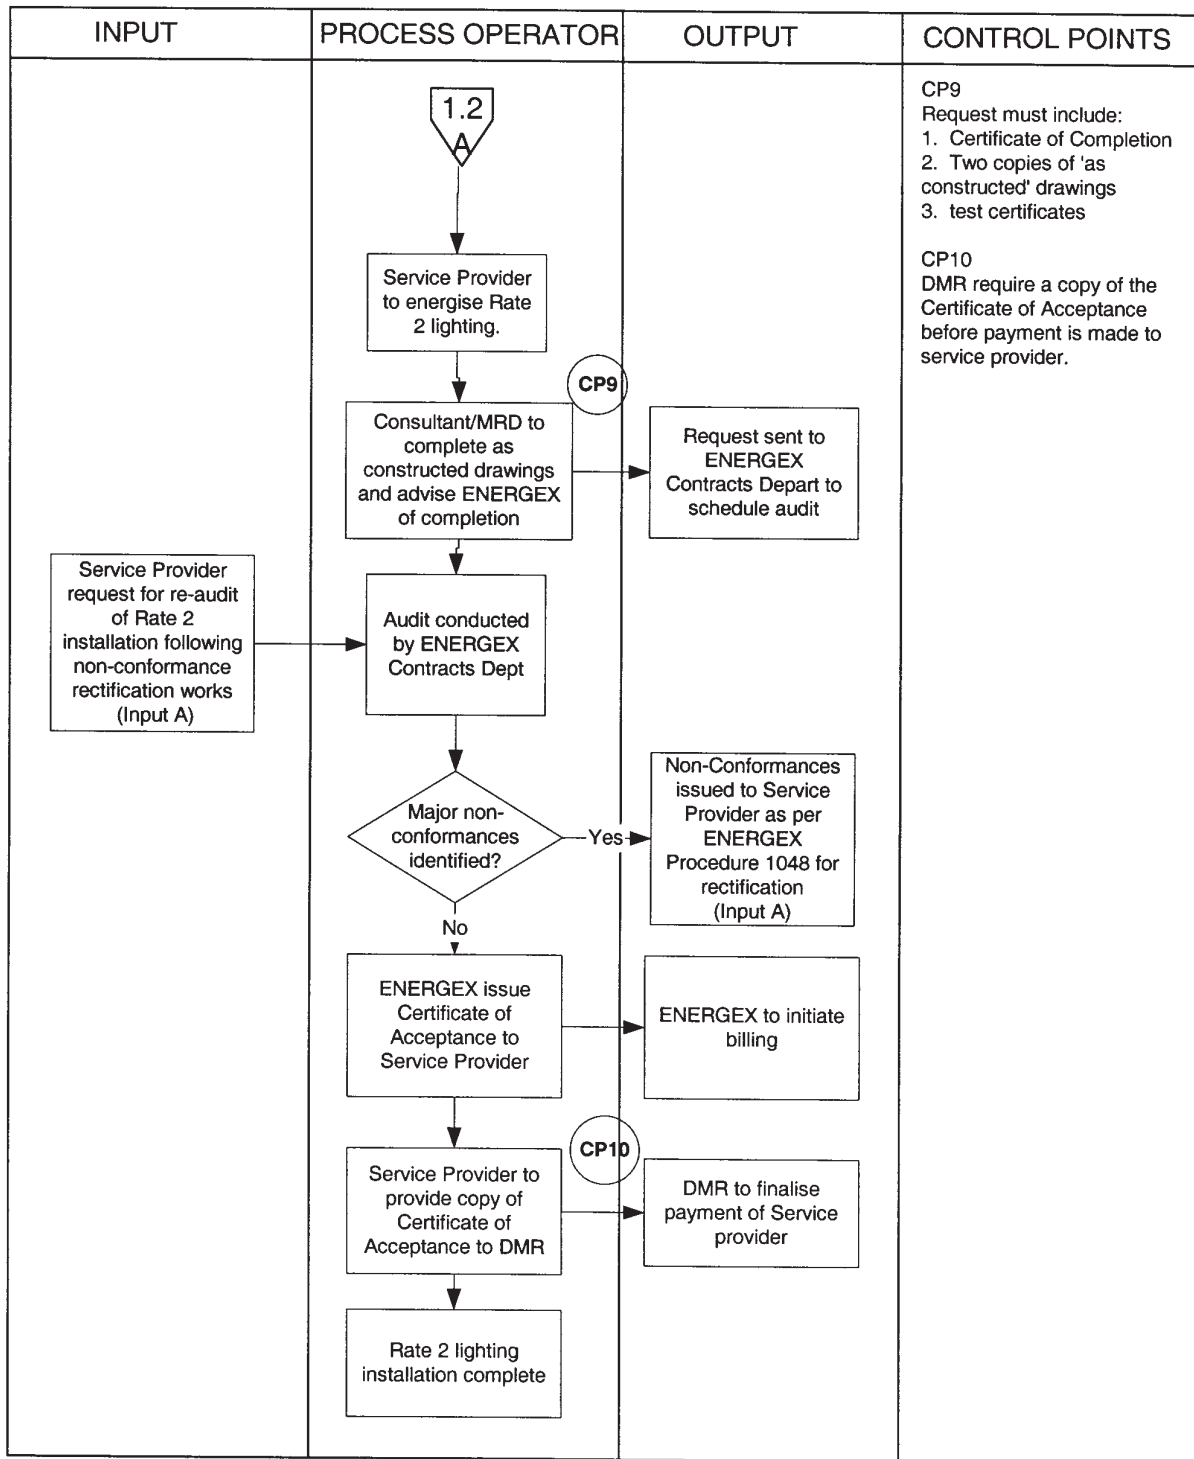 INPUT
PROCESS OPERATOR
OUTPUT
CONTROL POINTS
1.2
A
Service Provider
to energise Rate
2 lighting.
CP9
Consultant/MRD to
complete as
constructed drawings
and advise ENERGEX
of completion
Request sent to
ENERGEX
Contracts Depart to
schedule audit
Service Provider
request for re-audit
of Rate 2
installation following
non-conformance
rectification works
(Input A)
Audit conducted
by ENERGEX
Contracts Dept
Major non-
conformances
identified?
Yes
Non-Conformances
issued to Service
Provider as per
ENERGEX
Procedure 1048 for
rectification
(Input A)
No
ENERGEX issue
Certificate of
Acceptance to
Service Provider
ENERGEX to initiate
billing
CP10
Service Provider to
provide copy of
Certificate of
Acceptance to DMR
DMR to finalise
payment of Service
provider
Rate 2 lighting
installation complete
CP9
Request must include:
1. Certificate of Completion
2. Two copies of 'as
constructed' drawings
3. test certificates
CP10
DMR require a copy of the
Certificate of Acceptance
before payment is made to
service provider.